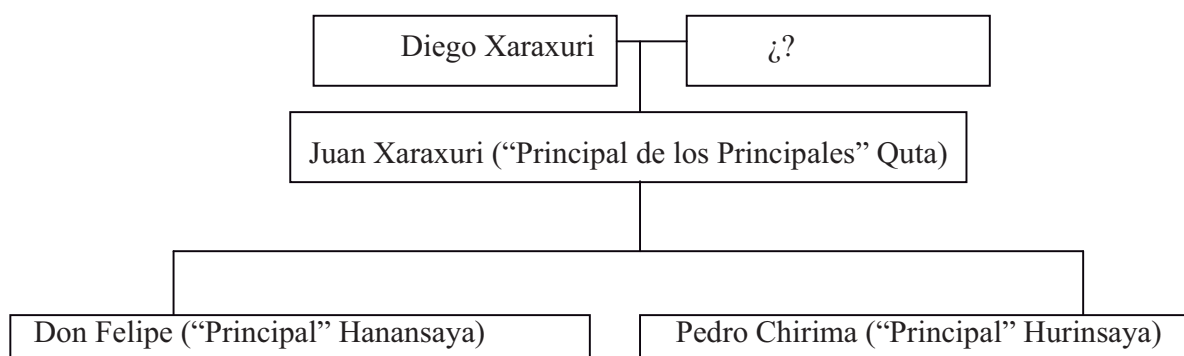 Diego Xaraxuri
¿?
Juan Xaraxuri (“Principal de los Principales” Quta)
Don Felipe (“Principal” Hanansaya)
Pedro Chirima (“Principal” Hurinsaya)